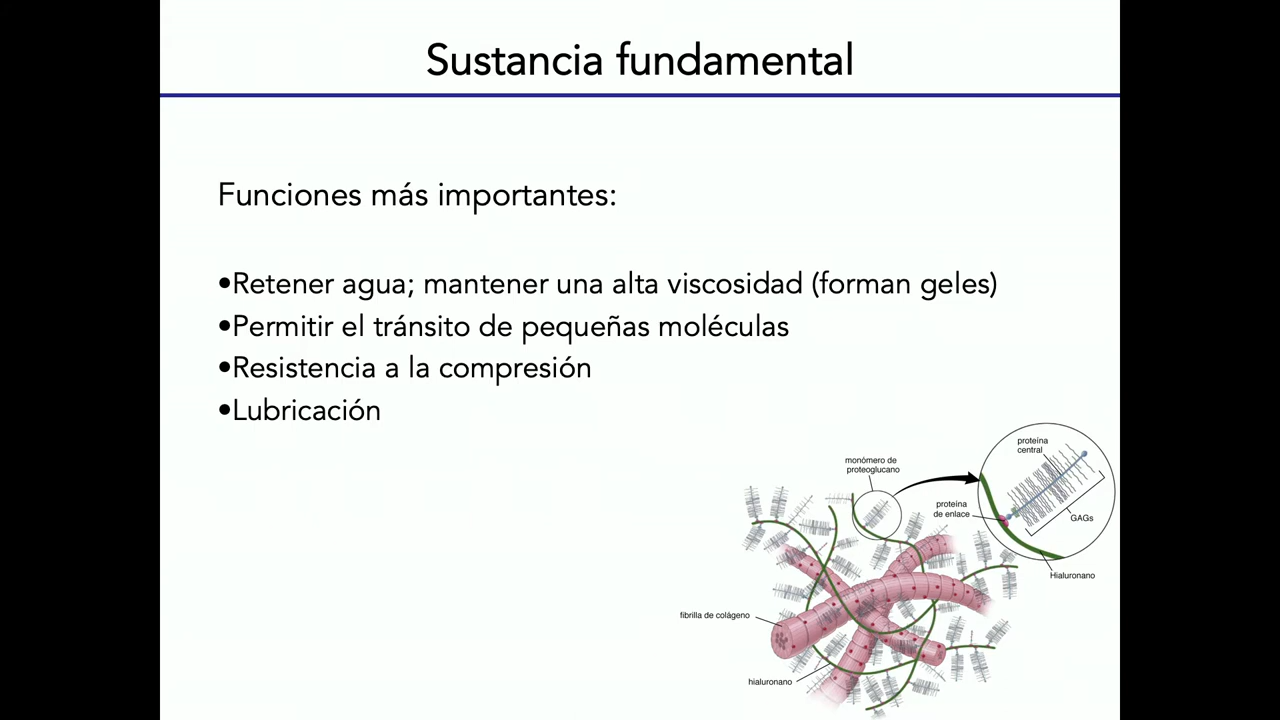 Sustancia fundamental
Funciones más importantes:
•Retener agua; mantener una alta viscosidad (forman geles)
•Permitir el tránsito de pequeñas moléculas
•Resistencia a la compresión
•Lubricación
monómero de
proteoglucano
proteína
central
proteína
de enlace
GAGs
Hialuronano
fibrilla de colágeno
hialuronano